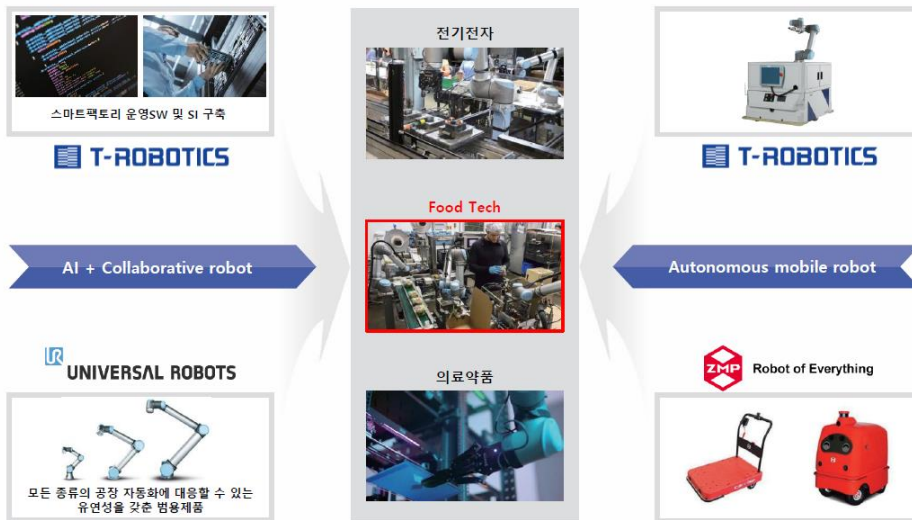 스마트팩토리 운영SW 및 SI 구축
T-ROBOTICS
AI + Collaborative robot
UR
UNIVERSAL ROBOTS
모든 종류의 공장 자동화에 대응할 수 있는
유연성을 갖춘 범용제품
전기전자
Food Tech
의료약품
T-ROBOTICS
Autonomous mobile robot
ZMP
Robot of Everything